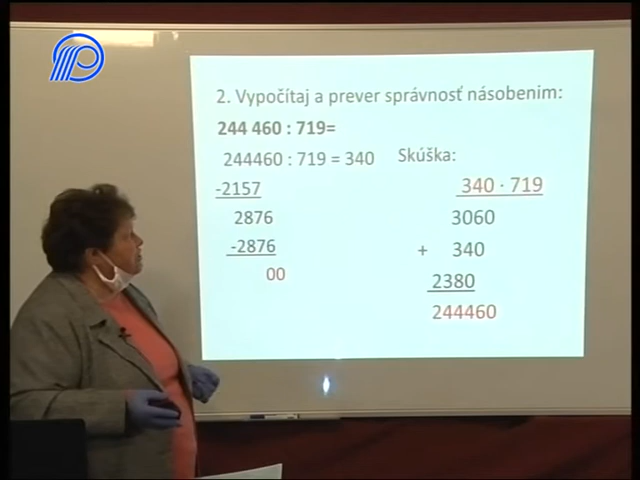 2. Vypočítaj a prever správnosť násobenim:
244 460 : 719=
244460 : 719 = 340
-2157
2876
-2876
00
Skúška:
340 · 719
3060
+ 340
2380
244460